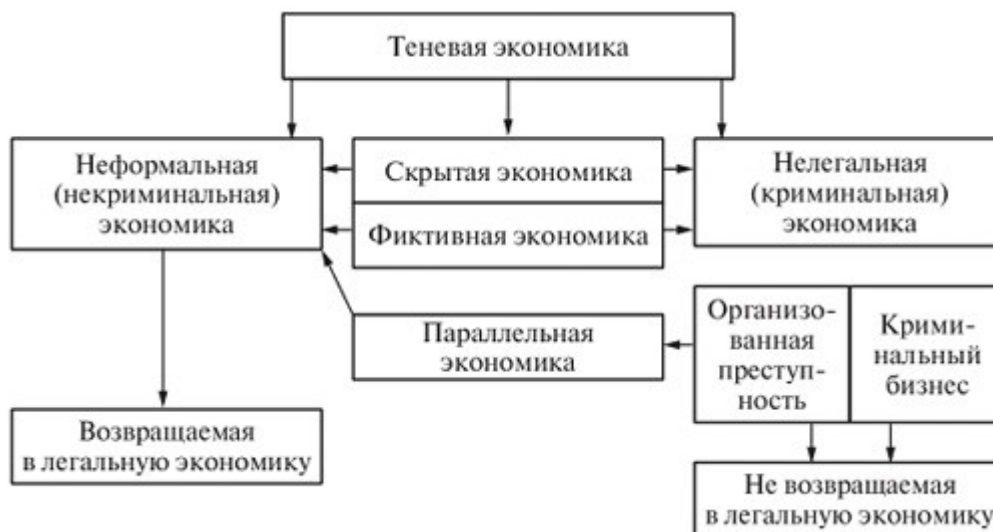 Теневая экономика
Неформальная
(некриминальная)
экономика
Скрытая экономика
Фиктивная экономика
Нелегальная
(криминальная)
экономика
Параллельная
экономика
Организо-
ванная
преступ-
ность
Крими-
нальный
бизнес
Возвращаемая
в легальную экономику
Не возвращаемая
в легальную экономику